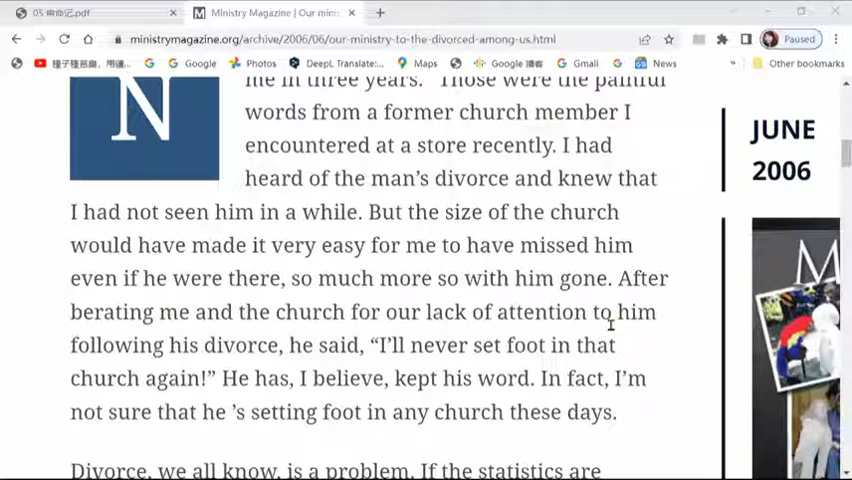 05 幽幽记.pdf
Ministry Magazine | Our minis
ministrymagazine.org/archive/2006/06/our-ministry-to-the-divorced-among-us.html
Paused
Google
Photos
DeepL Translate:...
Maps
Google 播客
Gmail
News
Other bookmarks
N
me in three years." Those were the painful
words from a former church member I
encountered at a store recently. I had
heard of the man's divorce and knew that
I had not seen him in a while. But the size of the church
would have made it very easy for me to have missed him
even if he were there, so much more so with him gone. After
berating me and the church for our lack of attention to him
following his divorce, he said, “I’ll never set foot in that
church again!” He has, I believe, kept his word. In fact, I’m
not sure that he ’s setting foot in any church these days.
Divorce, we all know, is a problem. If the statistics are
JUNE
2006
M